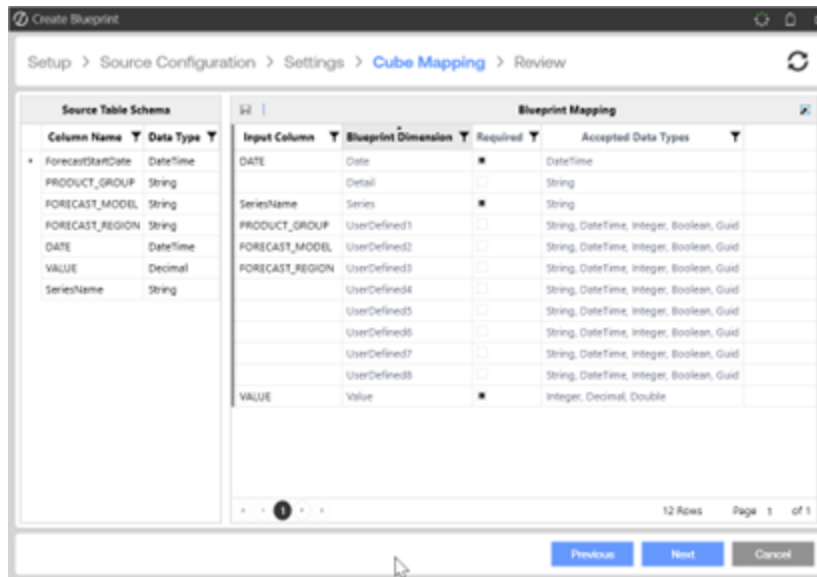 Create Blueprint
Setup > Source Configuration > Settings > Cube Mapping > Review
Source Table Schema
Column Name Data Type
ForecastStartDate DateTime
PRODUCT_GROUP String
FORECAST_MODEL String
FORECAST_REGION String
DATE DateTime
VALUE Decimal
SeriesName String
Blueprint Mapping
Input Column Blueprint Dimension Required Accepted Data Types
DATE Date DateTime
Detail String
SeriesName Series String
PRODUCT_GROUP UserDefined1 String, DateTime, Integer, Boolean, Guid
FORECAST_MODEL UserDefined2 String, DateTime, Integer, Boolean, Guid
FORECAST_REGION UserDefined3 String, DateTime, Integer, Boolean, Guid
UserDefined4 String, DateTime, Integer, Boolean, Guid
UserDefined5 String, DateTime, Integer, Boolean, Guid
UserDefined6 String, DateTime, Integer, Boolean, Guid
UserDefined7 String, DateTime, Integer, Boolean, Guid
UserDefined8 String, DateTime, Integer, Boolean, Guid
VALUE Value Integer, Decimal, Double
1 12 Rows Page 1 of 1
Previous Next Cancel